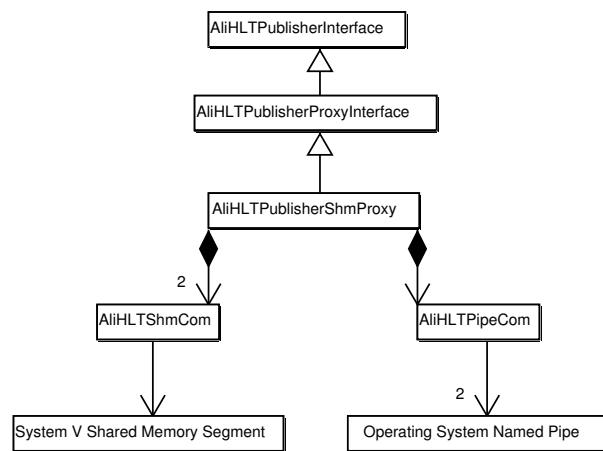 AliHLTPublisherInterface
AliHLTPublisherProxyInterface
AliHLTPublisherShmProxy
2
AliHLTShmCom
AliHLTPipeCom
2
System V Shared Memory Segment
Operating System Named Pipe